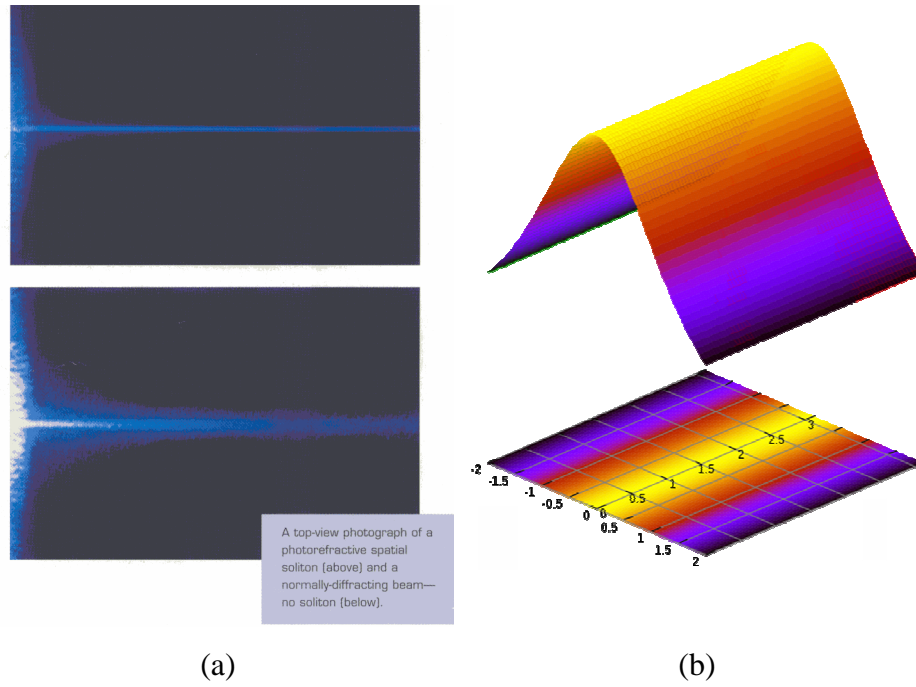 A top-view photograph of a
photorefractive spatial
soliton (above) and a
normally-diffracting beam—
no soliton (below).
-2
-1.5
-1
-0.5
0
0
0.5
1
1.5
2
0.5
1
1.5
2
2.5
3
(a)
(b)